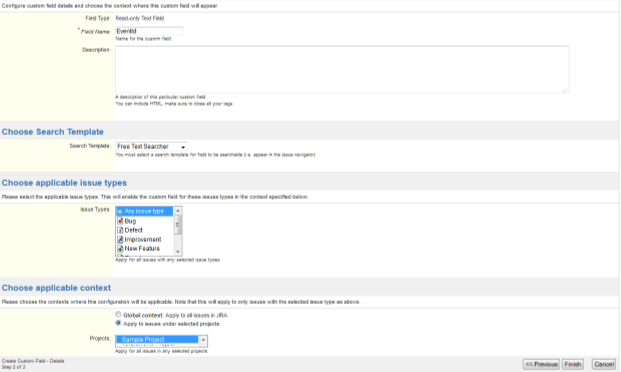 Configure custom field details and choose the context where this custom field will appear
Field Type: Read-only Text Field
* Field Name: EventId
Name for the custom field
Description:
A description of this particular custom field.
You can include HTML, make sure to close all your tags.
Choose Search Template
Search Template: Free Text Searcher
You must select a search template for field to be searchable (i.e. appear in the issue navigator)
Choose applicable issue types
Please select the applicable issue types. This will enable the custom field for these issues types in the context specified below.
Issue Types: Any issue type
Bug
Defect
Improvement
New Feature
Apply for all issues with any selected issue types
Choose applicable context
Please choose the contexts where this configuration will be applicable. Note that this will apply to only issues with the selected issue type as above.
Global context. Apply to all issues in JIRA.
Apply to issues under selected projects
Projects: Sample Project
Apply for all issues in any selected projects
Create Custom Field - Details
Step 2 of 2
<< Previous Finish Cancel